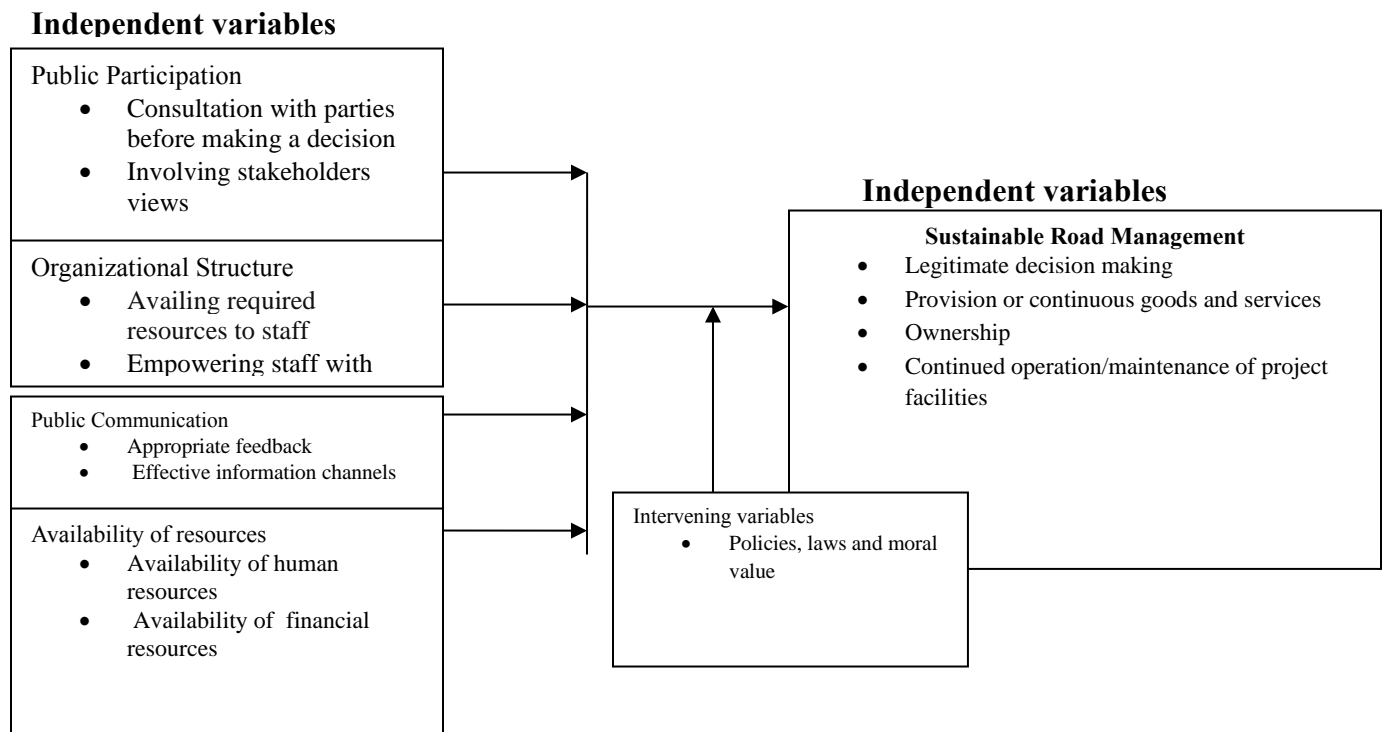 Independent variables
Public Participation
• Consultation with parties
before making a decision
• Involving stakeholders
views
Organizational Structure
• Availing required
resources to staff
• Empowering staff with
Public Communication
• Appropriate feedback
• Effective information channels
Availability of resources
• Availability of human
resources
• Availability of financial
resources
Independent variables
Sustainable Road Management
• Legitimate decision making
• Provision or continuous goods and services
• Ownership
• Continued operation/maintenance of project
facilities
Intervening variables
• Policies, laws and moral
value